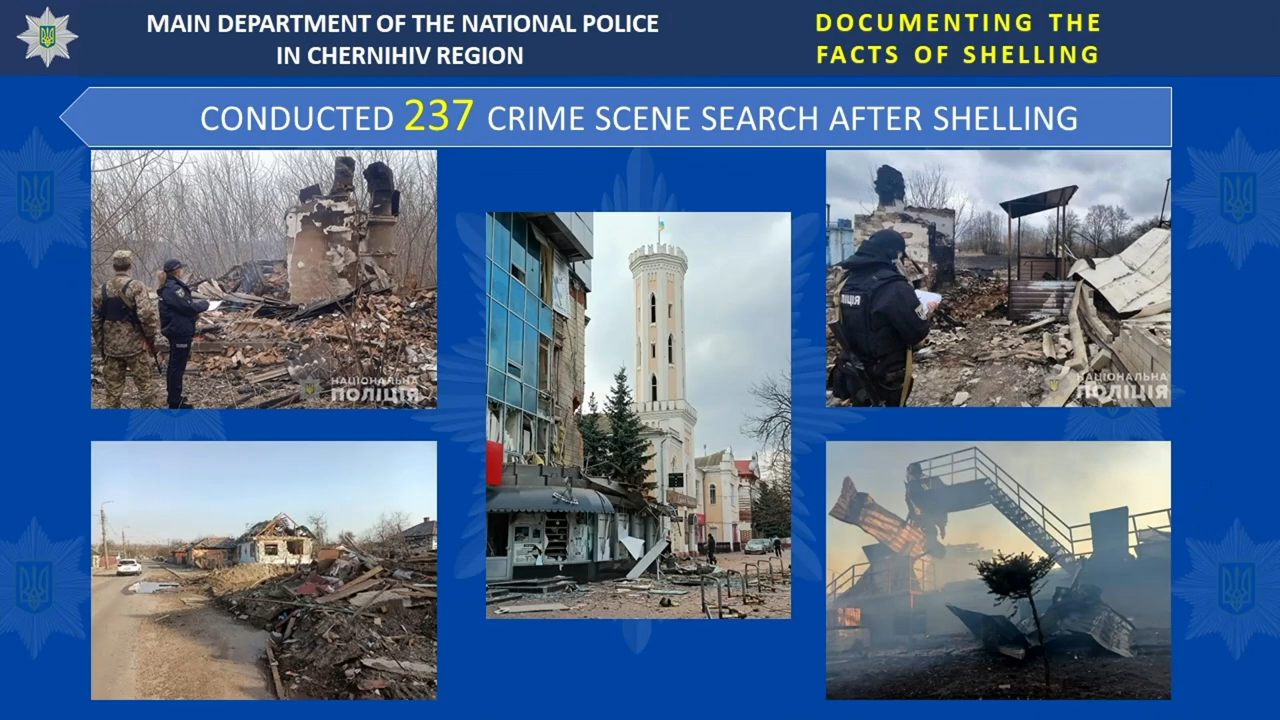 MAIN DEPARTMENT OF THE NATIONAL POLICE
IN CHERNIHIV REGION
DOCUMENTING THE
FACTS OF SHELLING
CONDUCTED 237 CRIME SCENE SEARCH AFTER SHELLING
НАЦІОНАЛЬНА
ПОЛІЦІЯ
ЛІЦІЯ
НАЦІОНАЛЬНА
ПОЛІЦІЯ